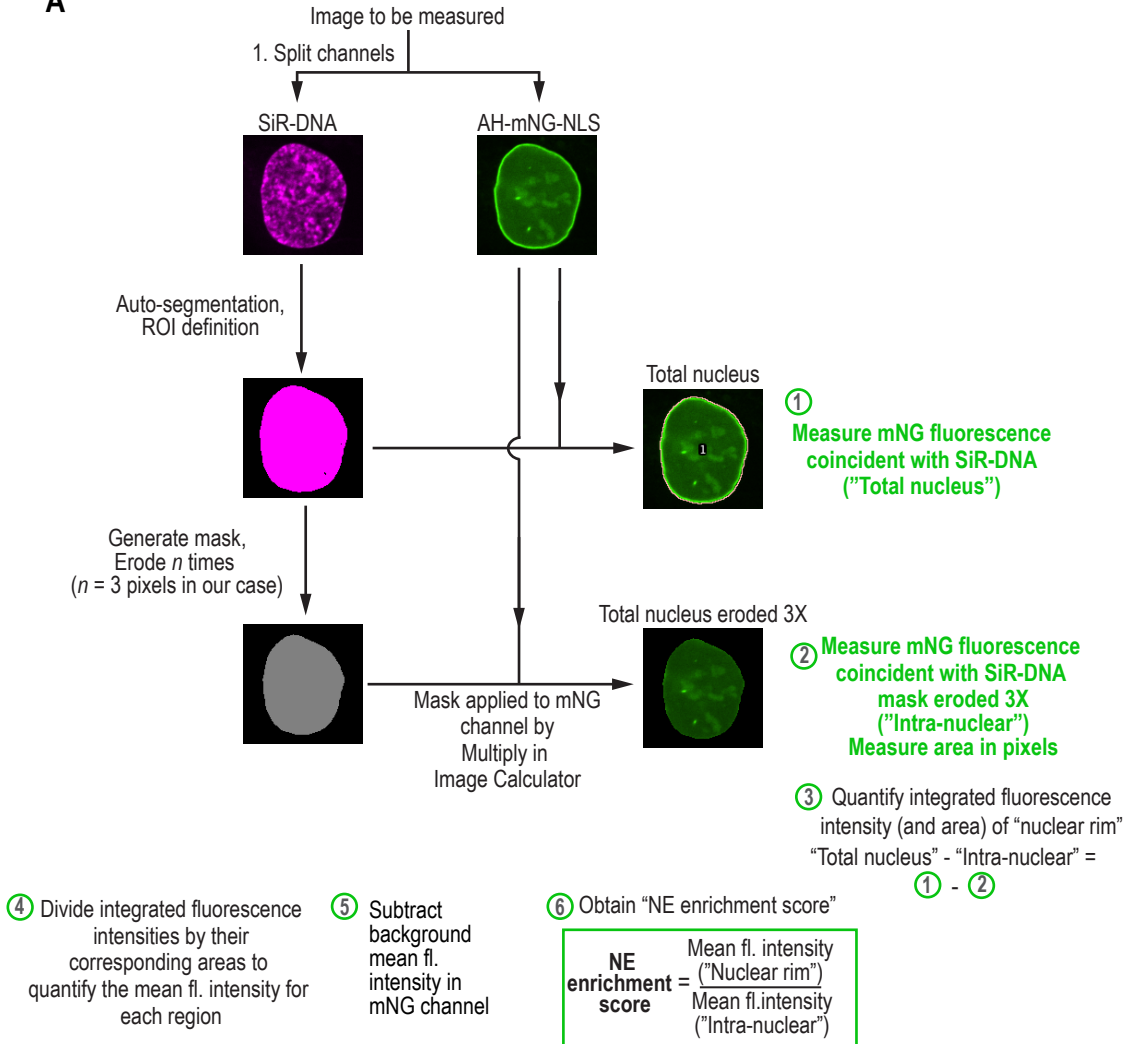 A
Image to be measured
1. Split channels
SiR-DNA
AH-mNG-NLS
Auto-segmentation,
ROI definition
Total nucleus
1
1
Measure mNG fluorescence
coincident with SiR-DNA
(”Total nucleus”)
Generate mask,
Erode n times
(n = 3 pixels in our case)
Total nucleus eroded 3X
Mask applied to mNG
channel by
Multiply in
Image Calculator
2 Measure mNG fluorescence
coincident with SiR-DNA
mask eroded 3X
(”Intra-nuclear”)
Measure area in pixels
3 Quantify integrated fluorescence
intensity (and area) of “nuclear rim”
“Total nucleus” - “Intra-nuclear” =
1 - 2
4 Divide integrated fluorescence
intensities by their
corresponding areas to
quantify the mean fl. intensity for
each region
5 Subtract
background
mean fl.
intensity in
mNG channel
6 Obtain “NE enrichment score”
NE
enrichment
score
=
Mean fl. intensity
(”Nuclear rim”)
Mean fl.intensity
(”Intra-nuclear”)